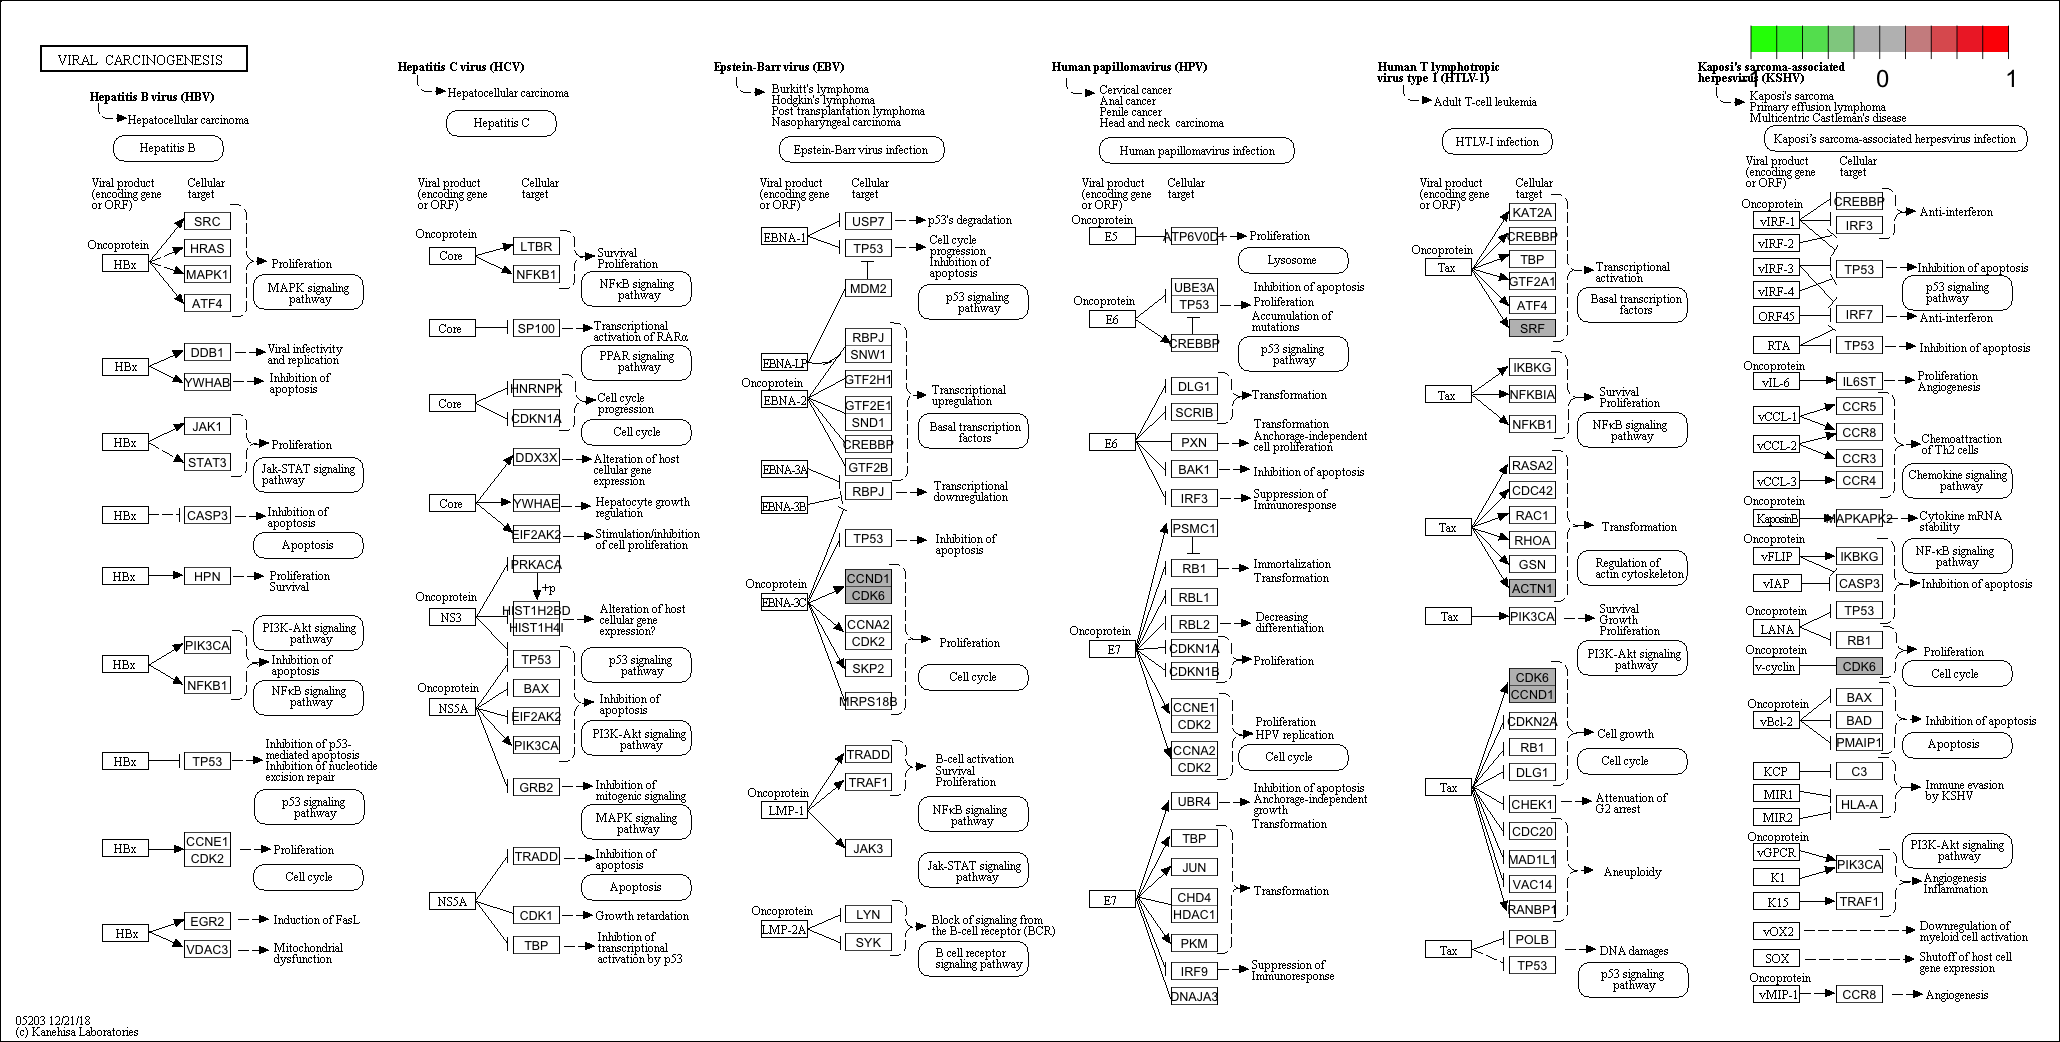 VIRAL CARCINOGENESIS
-1
0
1
Hepatitis B virus (HBV)
Hepatocellular carcinoma
Hepatitis B
Viral product
(encoding gene
or ORF)
Cellular
target
Oncoprotein
HBx
SRC
HRAS
MAPK1
ATF4
Proliferation
MAPK signaling
pathway
HBx
DDB1
YWHAB
Viral infectivity
and replication
Inhibition of
apoptosis
HBx
JAK1
STAT3
Proliferation
Jak-STAT signaling
pathway
HBx
CASP3
Inhibition of
apoptosis
Apoptosis
HBx
HPN
Proliferation
Survival
PI3K-Akt signaling
pathway
HBx
PIK3CA
NFKB1
Inhibition of
apoptosis
NFκB signaling
pathway
HBx
TP53
Inhibition of p53-
mediated apoptosis
Inhibition of nucleotide
excision repair
p53 signaling
pathway
HBx
CCNE1
CDK2
Proliferation
Cell cycle
HBx
EGR2
VDAC3
Induction of FasL
Mitochondrial
dysfunction
Hepatitis C virus (HCV)
Hepatocellular carcinoma
Hepatitis C
Viral product
(encoding gene
or ORF)
Cellular
target
Oncoprotein
Core
LTBR
NFKB1
Survival
Proliferation
NFκB signaling
pathway
Core
SP100
Transcriptional
activation of RARα
PPAR signaling
pathway
Core
HNRNPK
CDKN1A
Cell cycle
progression
Cell cycle
Core
DDX3X
YWHAE
EIF2AK2
Alteration of host
cellular gene
expression
Hepatocyte growth
regulation
Stimulation/inhibition
of cell proliferation
Oncoprotein
NS3
PRKACA
+p
HIST1H2BD
HIST1H4I
TP53
Alteration of host
cellular gene
expression?
p53 signaling
pathway
Oncoprotein
NS5A
BAX
EIF2AK2
PIK3CA
GRB2
Inhibition of
apoptosis
PI3K-Akt signaling
pathway
Inhibition of
mitogenic signaling
MAPK signaling
pathway
NS5A
TRADD
CDK1
TBP
Inhibition of
apoptosis
Apoptosis
Growth retardation
Inhibtion of
transcriptional
activation by p53
Epstein-Barr virus (EBV)
Burkitt's lymphoma
Hodgkin's lymphoma
Post transplantation lymphoma
Nasopharyngeal carcinoma
Epstein-Barr virus infection
Viral product
(encoding gene
or ORF)
Cellular
target
EBNA-1
USP7
TP53
MDM2
p53's degradation
Cell cycle
progression
Inhibition of
apoptosis
p53 signaling
pathway
EBNA-LP
Oncoprotein
EBNA-2
RBPJ
SNW1
GTF2H1
GTF2E1
SND1
CREBBP
GTF2B
Transcriptional
upregulation
Basal transcription
factors
EBNA-3A
EBNA-3B
RBPJ
Transcriptional
downregulation
Oncoprotein
EBNA-3C
TP53
Inhibition of
apoptosis
CCND1
CDK6
CCNA2
CDK2
SKP2
MRPS18B
Proliferation
Cell cycle
Oncoprotein
LMP-1
TRADD
TRAF1
JAK3
B-cell activation
Survival
Proliferation
NFκB signaling
pathway
Jak-STAT signaling
pathway
Oncoprotein
LMP-2A
LYN
SYK
Block of signaling from
the B-cell receptor (BCR)
B cell receptor
signaling pathway
Human papillomavirus (HPV)
Cervical cancer
Anal cancer
Penile cancer
Head and neck carcinoma
Human papillomavirus infection
Viral product
(encoding gene
or ORF)
Cellular
target
Oncoprotein
E5
ATP6V0D1
Proliferation
Lysosome
Oncoprotein
E6
UBE3A
TP53
CREBBP
Inhibition of apoptosis
Proliferation
Accumulation of
mutations
p53 signaling
pathway
E6
DLG1
SCRIB
PXN
BAK1
IRF3
Transformation
Transformation
Anchorage-independent
cell proliferation
Inhibition of apoptosis
Suppression of
Immunoresponse
Oncoprotein
E7
PSMC1
RB1
RBL1
RBL2
CDKN1A
CDKN1B
CCNE1
CDK2
CCNA2
CDK2
Immortalization
Transformation
Decreasing
differentiation
Proliferation
Proliferation
HPV replication
Cell cycle
E7
UBR4
TBP
JUN
CHD4
HDAC1
PKM
IRF9
DNAJA3
Inhibition of apoptosis
Anchorage-independent
growth
Transformation
Transformation
Suppression of
Immunoresponse
Human T lymphotropic
virus type 1 (HTLV-1)
Adult T-cell leukemia
HTLV-I infection
Viral product
(encoding gene
or ORF)
Cellular
target
Oncoprotein
Tax
KAT2A
CREBBP
TBP
GTF2A1
ATF4
SRF
Transcriptional
activation
Basal transcription
factors
Tax
IKBKG
NFKBIA
NFKB1
Survival
Proliferation
NFκB signaling
pathway
Tax
RASA2
CDC42
RAC1
RHOA
GSN
ACTN1
Transformation
Regulation of
actin cytoskeleton
Tax
PIK3CA
Survival
Growth
Proliferation
PI3K-Akt signaling
pathway
Tax
CDK6
CCND1
CDKN2A
RB1
DLG1
CHEK1
CDC20
MAD1L1
VAC14
RANBP1
Cell growth
Cell cycle
Attenuation of
G2 arrest
Aneuploidy
Tax
POLB
TP53
DNA damages
p53 signaling
pathway
Kaposi's sarcoma-associated
herpesvirus (KSHV)
Kaposi's sarcoma
Primary effusion lymphoma
Multicentric Castleman's disease
Kaposi's sarcoma-associated herpesvirus infection
Viral product
(encoding gene
or ORF)
Cellular
target
Oncoprotein
vIRF-1
vIRF-2
vIRF-3
vIRF-4
ORF45
RTA
CREBBP
IRF3
TP53
IRF7
TP53
Anti-interferon
Inhibition of apoptosis
p53 signaling
pathway
Anti-interferon
Inhibition of apoptosis
Oncoprotein
vIL-6
IL6ST
Proliferation
Angiogenesis
vCCL-1
vCCL-2
vCCL-3
CCR5
CCR8
CCR3
CCR4
Chemoattraction
of Th2 cells
Chemokine signaling
pathway
Oncoprotein
KaposinB
MAPKAPK2
Cytokine mRNA
stability
Oncoprotein
vFLIP
vIAP
IKBKG
CASP3
NF-κB signaling
pathway
Inhibition of apoptosis
Oncoprotein
LANA
TP53
RB1
Oncoprotein
v-cyclin
CDK6
Proliferation
Cell cycle
Oncoprotein
vBcl-2
BAX
BAD
PMAIP1
Inhibition of apoptosis
Apoptosis
KCP
MIR1
MIR2
C3
HLA-A
Immune evasion
by KSHV
Oncoprotein
vGPCR
K1
K15
PIK3CA
TRAF1
PI3K-Akt signaling
pathway
Angiogenesis
Inflammation
vOX2
Downregulation of
myeloid cell activation
SOX
Shutoff of host cell
gene expression
Oncoprotein
vMIP-1
CCR8
Angiogenesis
05203 12/21/18
(c) Kanehisa Laboratories